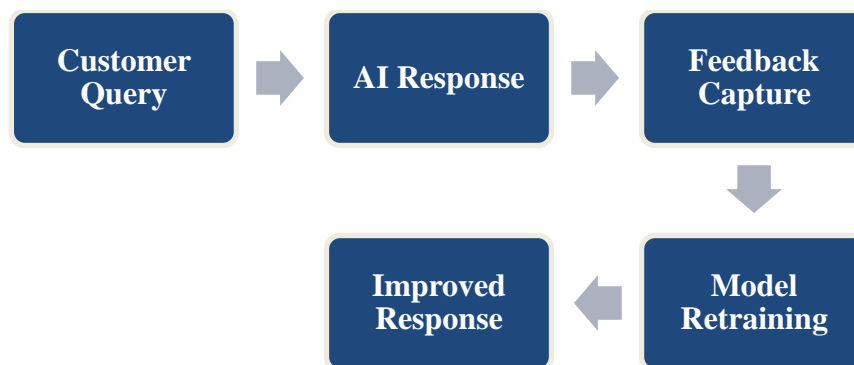 Customer
Query
AI Response
Feedback
Capture
Model
Retraining
Improved
Response